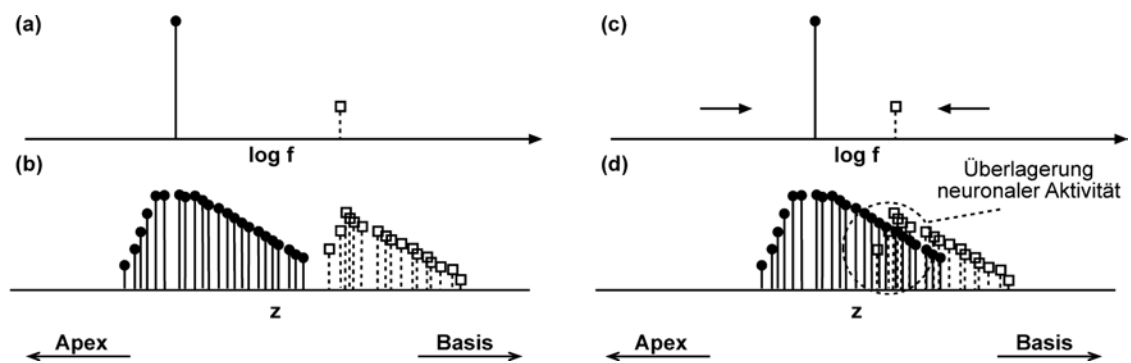 (a)
log f
(b)
z
Apex
Basis
(c)
log f
(d)
Überlagerung
neuronaler Aktivität
z
Apex
Basis